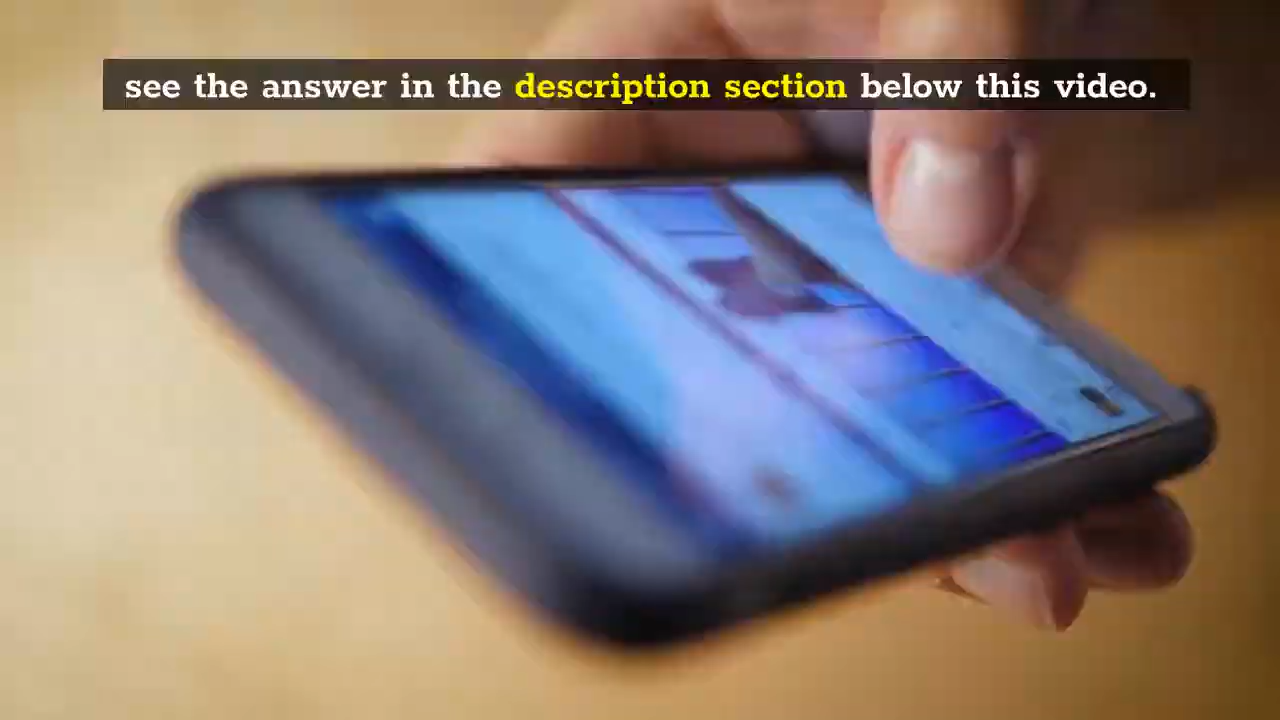 see the answer in the description section below this video.